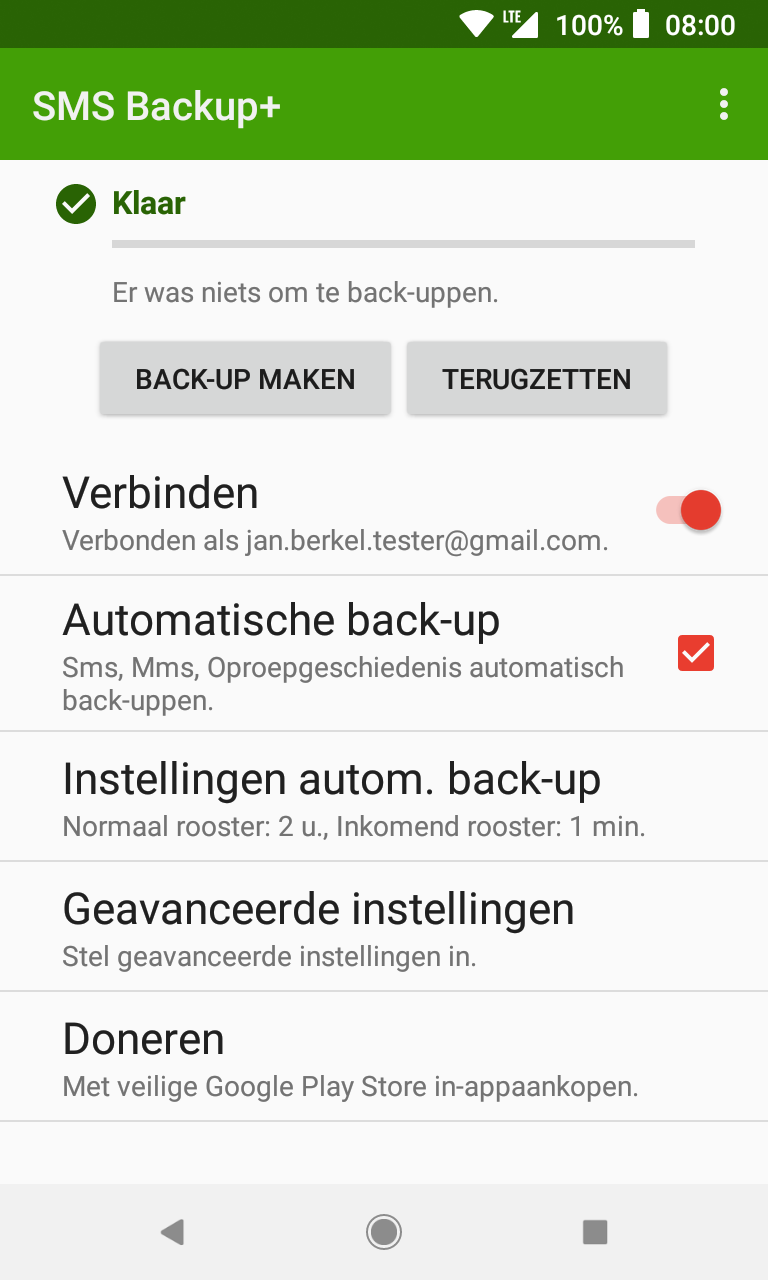 LTE 100% 08:00
SMS Backup+
Klaar
Er was niets om te back-uppen.
BACK-UP MAKEN TERUGZETTEN
Verbinden
Verbonden als jan.berkel.tester@gmail.com.
Automatische back-up
Sms, Mms, Oproepgeschiedenis automatisch
back-uppen.
Instellingen autom. back-up
Normaal rooster: 2 u., Inkomend rooster: 1 min.
Geavanceerde instellingen
Stel geavanceerde instellingen in.
Doneren
Met veilige Google Play Store in-appaankopen.